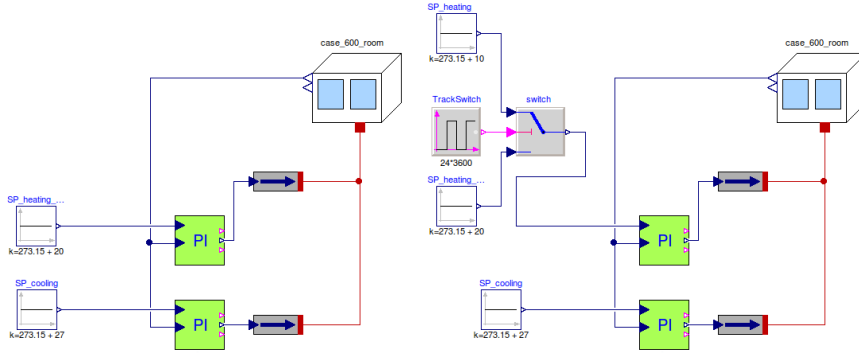 case_600_room
SP_heating_...
k=273.15 + 20
PI
SP_cooling
k=273.15 + 27
PI
SP_heating
k=273.15 + 10
TrackSwitch
switch
24*3600
SP_heating_...
k=273.15 + 20
case_600_room
PI
SP_cooling
k=273.15 + 27
PI